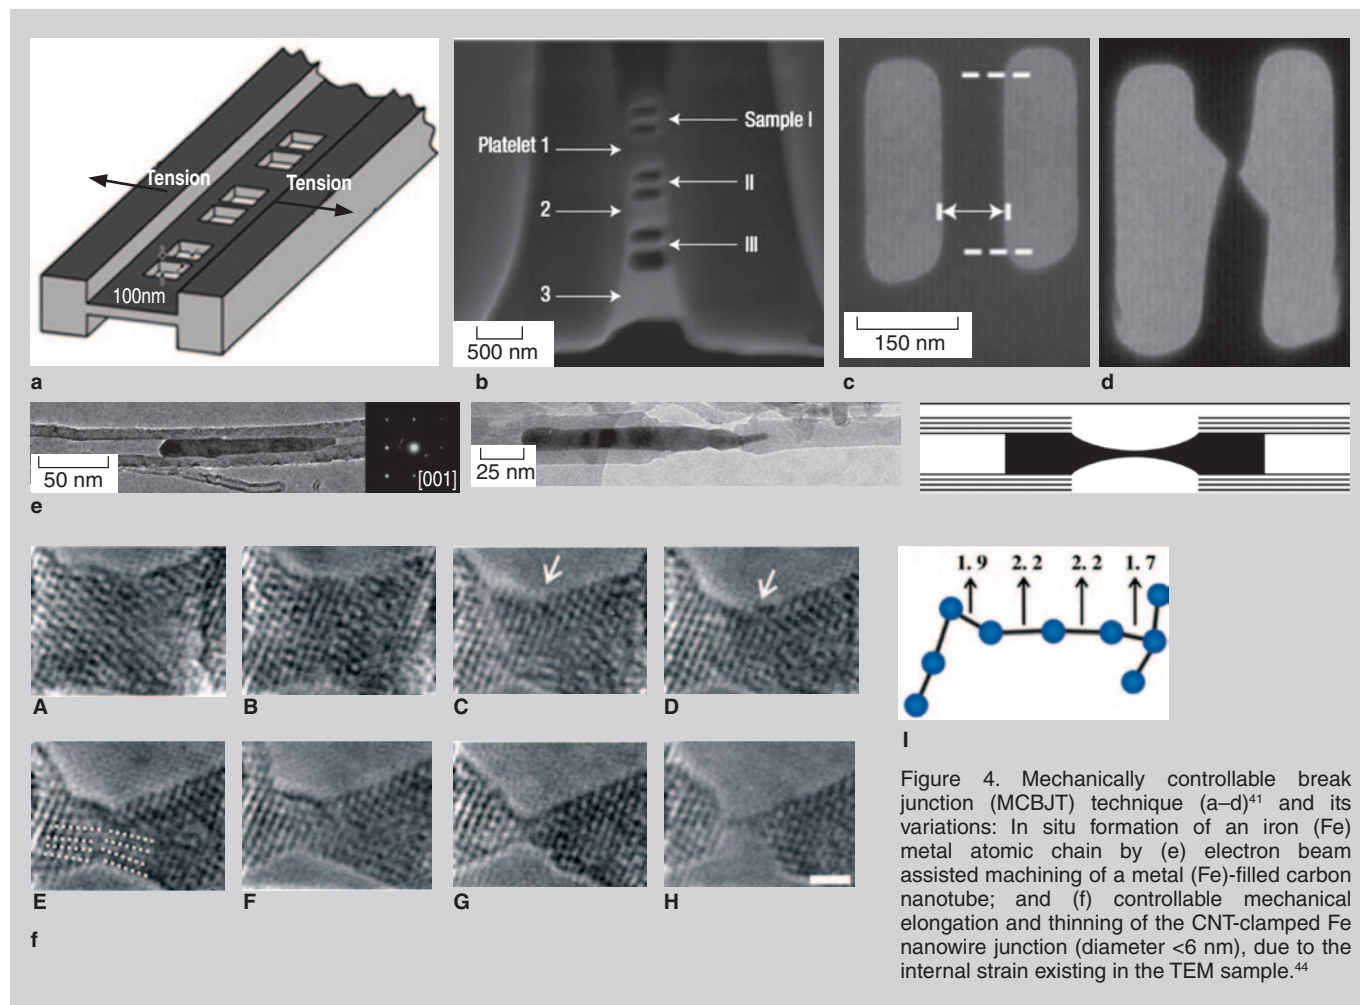 Tension
Tension
100nm
a
Sample I
Platelet 1
II
2
III
3
500 nm
b
150 nm
c
d
50 nm
[001]
25 nm
e
A
B
C
D
1.9 2.2 2.2 1.7
I
E
F
G
H
f
Figure 4. Mechanically controllable break
junction (MCBJT) technique (a–d)41 and its
variations: In situ formation of an iron (Fe)
metal atomic chain by (e) electron beam
assisted machining of a metal (Fe)-filled carbon
nanotube; and (f) controllable mechanical
elongation and thinning of the CNT-clamped Fe
nanowire junction (diameter <6 nm), due to the
internal strain existing in the TEM sample.44